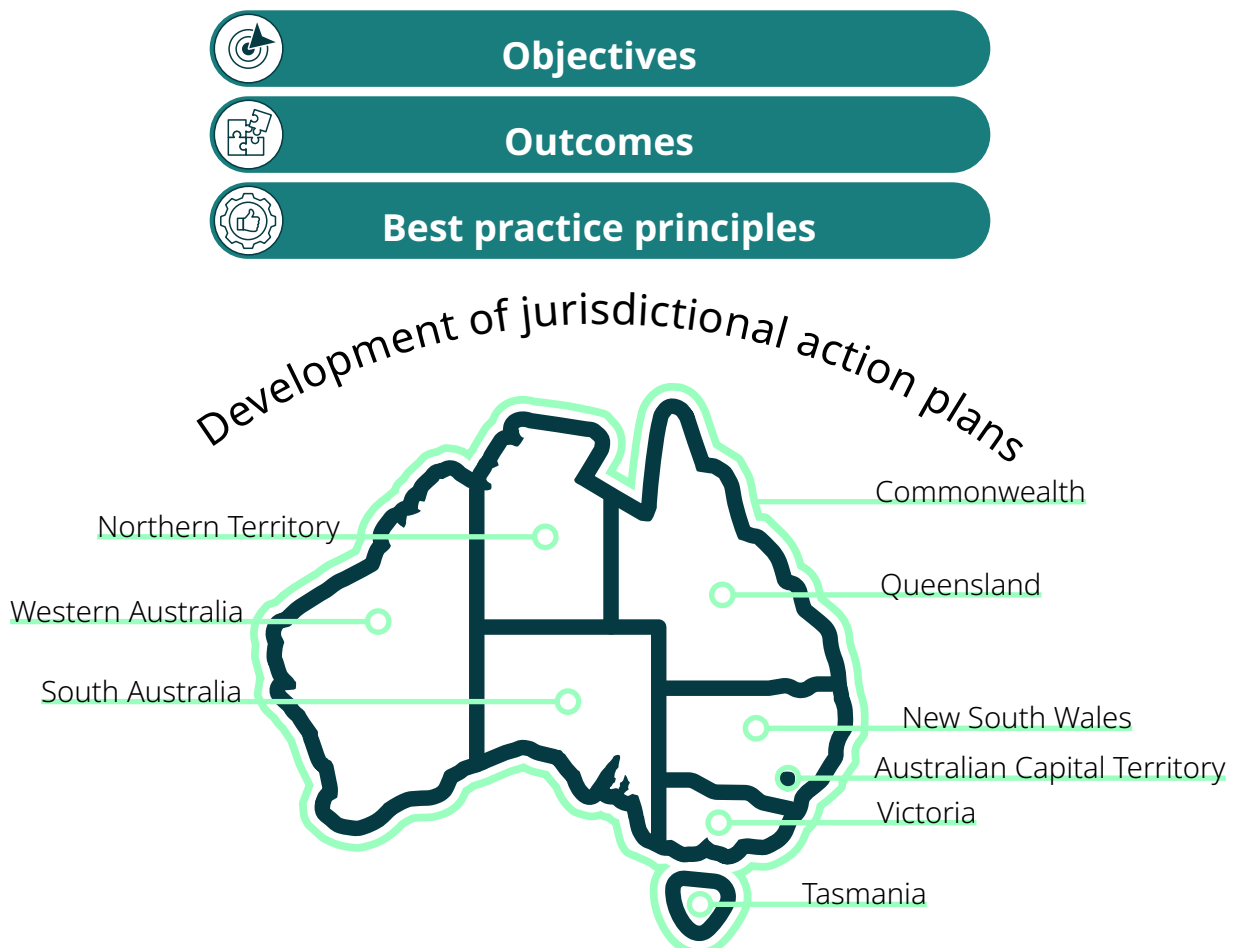 Objectives
Outcomes
Best practice principles
Development of jurisdictional action plans
Commonwealth
Northern Territory
Queensland
Western Australia
South Australia
New South Wales
Australian Capital Territory
Victoria
Tasmania